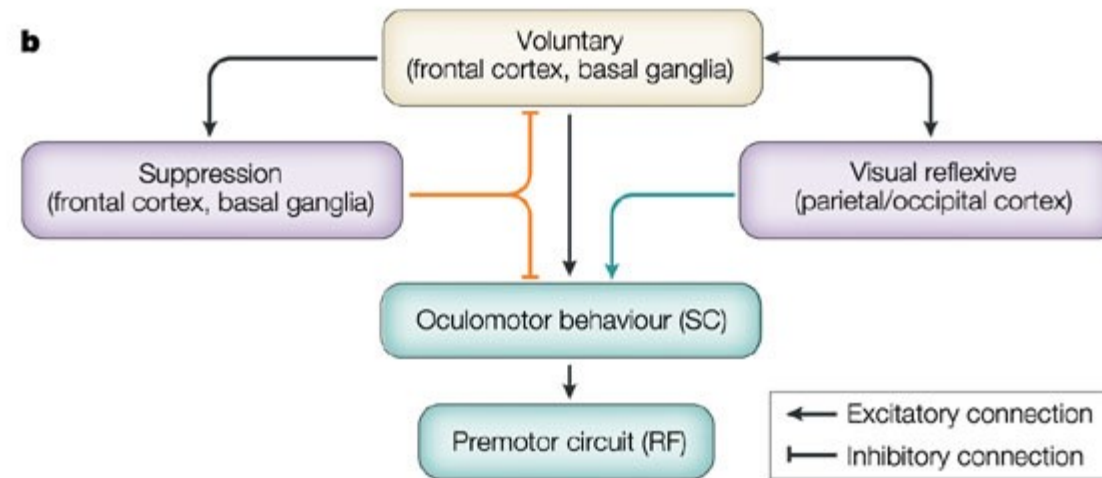 b
Voluntary
(frontal cortex, basal ganglia)
Suppression
(frontal cortex, basal ganglia)
Visual reflexive
(parietal/occipital cortex)
Oculomotor behaviour (SC)
Premotor circuit (RF)
Excitatory connection
Inhibitory connection